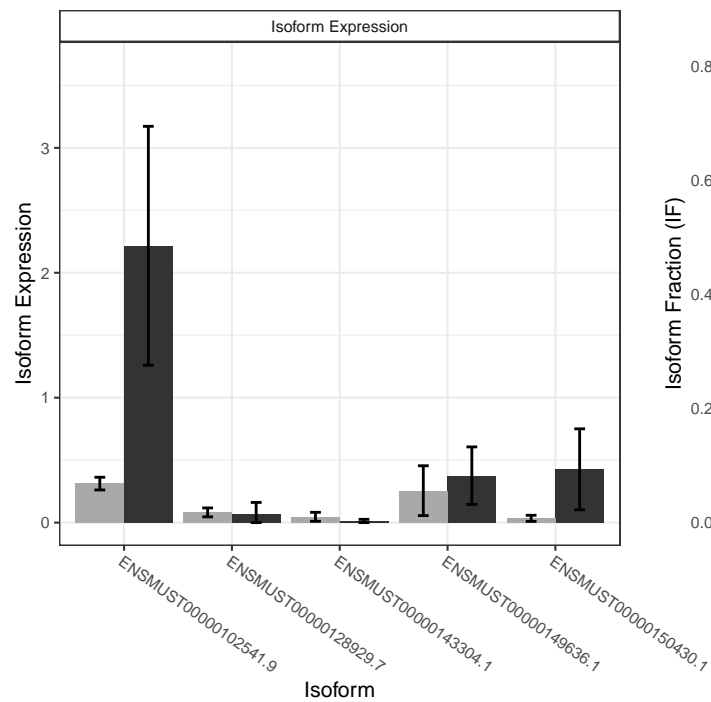 Isoform Expression
Isoform Expression
3
2
1
0
ENSMUST00000102541.9
ENSMUST00000128929.7
ENSMUST00000143304.1
ENSMUST00000149636.1
ENSMUST00000150430.1
Isoform
Isoform Fraction (IF)
0.8
0.6
0.4
0.2
0.0